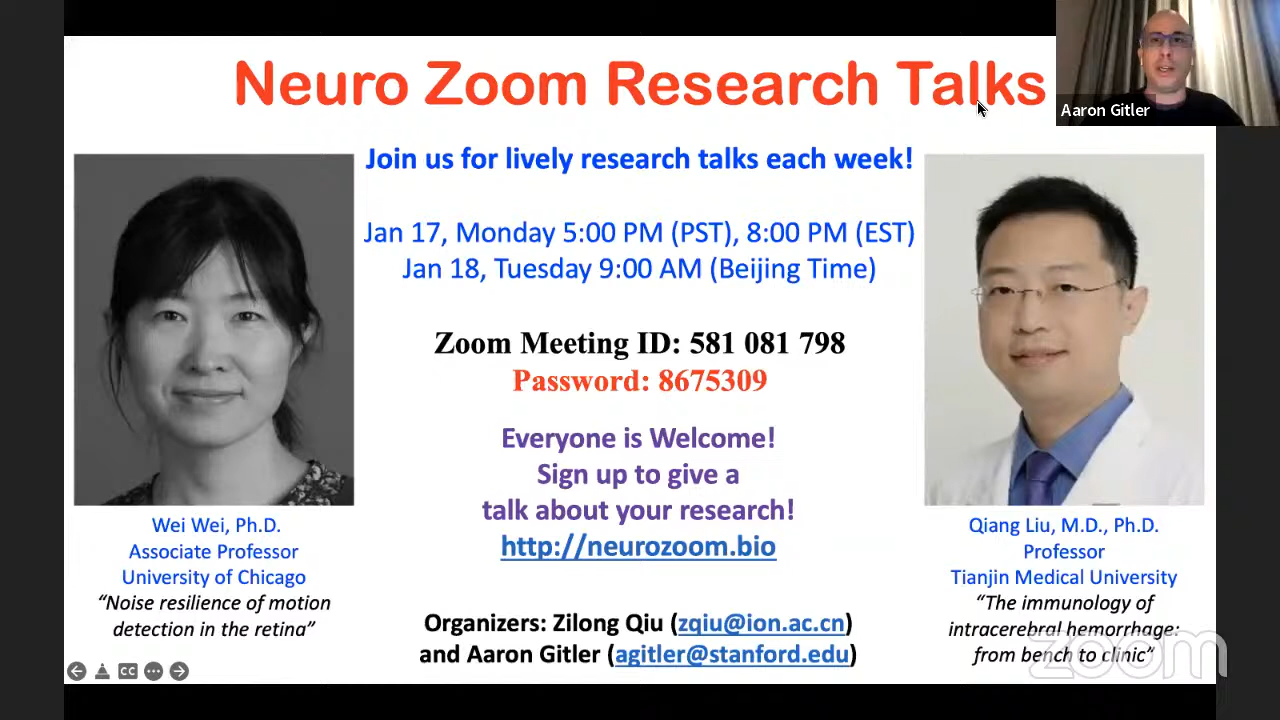 Neuro Zoom Research Talks
Aaron Gitler
Join us for lively research talks each week!
Jan 17, Monday 5:00 PM (PST), 8:00 PM (EST)
Jan 18, Tuesday 9:00 AM (Beijing Time)
Zoom Meeting ID: 581 081 798
Password: 8675309
Everyone is Welcome!
Sign up to give a
talk about your research!
http://neurozoom.bio
Wei Wei, Ph.D.
Associate Professor
University of Chicago
“Noise resilience of motion
detection in the retina”
Qiang Liu, M.D., Ph.D.
Professor
Tianjin Medical University
“The immunology of
intracerebral hemorrhage:
from bench to clinic”
Organizers: Zilong Qiu (zqiu@ion.ac.cn)
and Aaron Gitler (agitler@stanford.edu)
CC
zoom